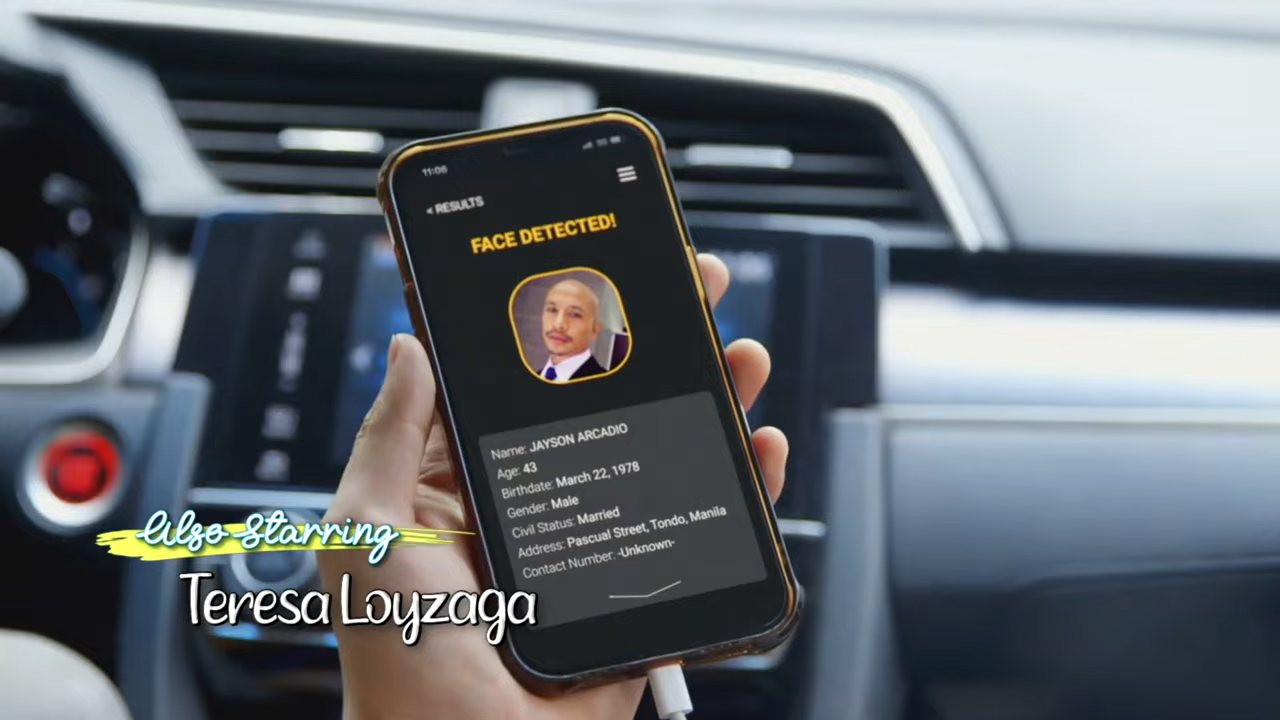 11:06
< RESULTS
FACE DETECTED!
Name: JAYSON ARCADIO
Age: 43
Birthdate: March 22, 1978
Gender: Male
Civil Status: Married
Address: Pascual Street, Tondo, Manila
Contact Number: -Unknown-
Also Starring
Teresa Loyzaga